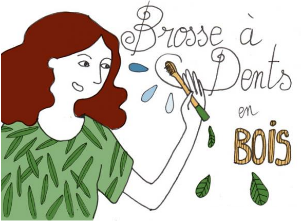 Brosse à
Dents
en
BOIS